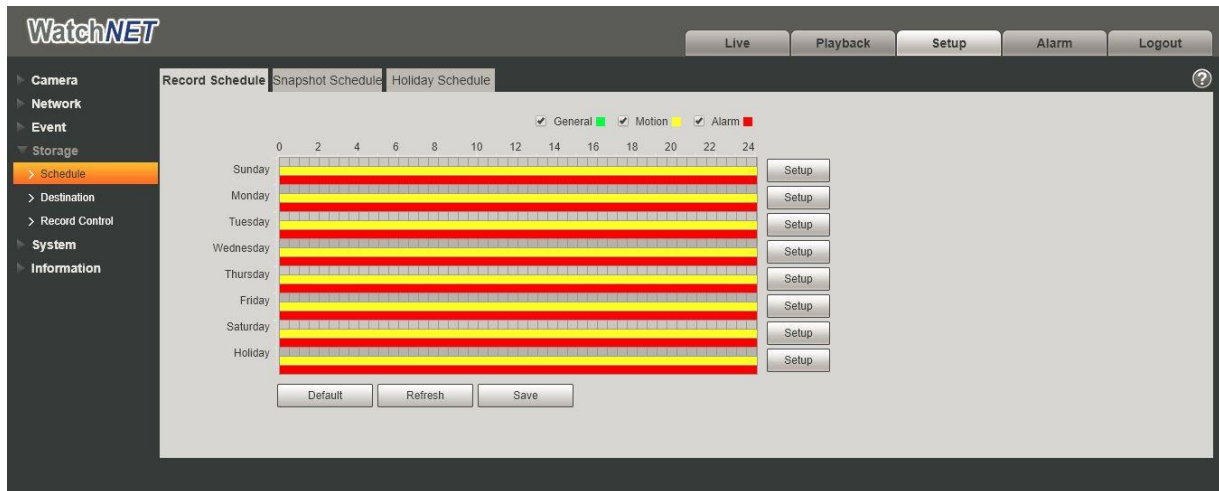 WatchNET
Live Playback Setup Alarm Logout
Camera
Network
Event
Storage
> Schedule
> Destination
> Record Control
System
Information
Record Schedule Snapshot Schedule Holiday Schedule ?
General Motion Alarm
0 2 4 6 8 10 12 14 16 18 20 22 24
Sunday Setup
Monday Setup
Tuesday Setup
Wednesday Setup
Thursday Setup
Friday Setup
Saturday Setup
Holiday Setup
Default Refresh Save